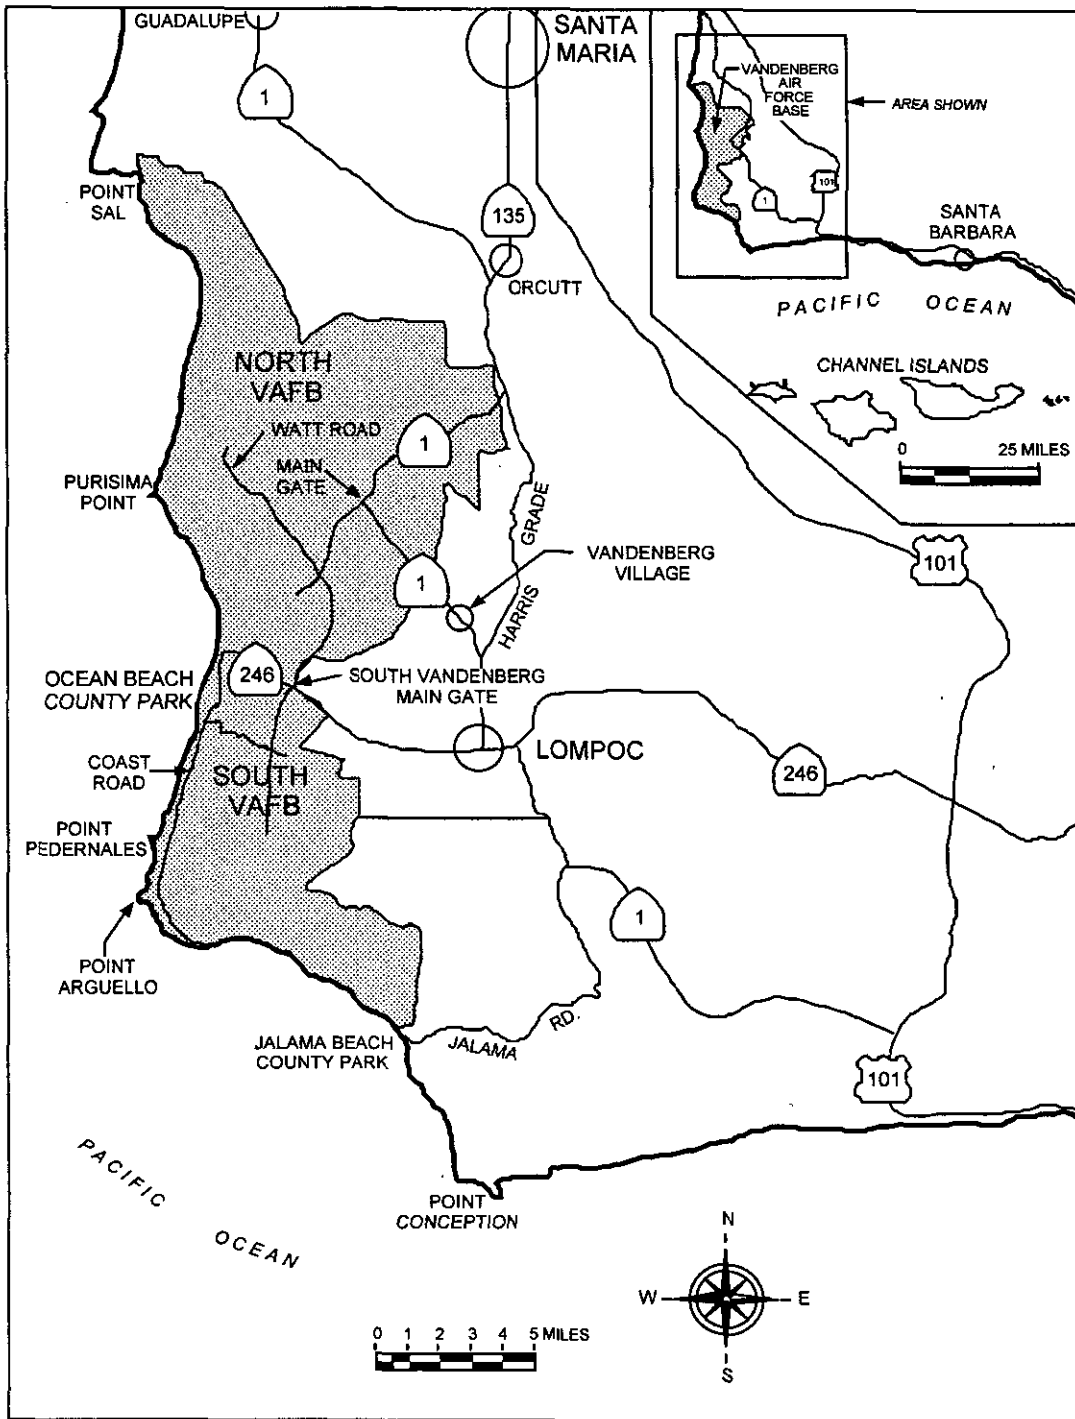 GUADALUPE
SANTA
MARIA
1
VANDENBERG
AIR
FORCE
BASE
AREA SHOWN
101
1
SANTA
BARBARA
POINT
SAL
135
ORCUTT
PACIFIC OCEAN
CHANNEL ISLANDS
0 25 MILES
NORTH
VAFB
WATT ROAD
1
MAIN
GATE
PURISIMA
POINT
HARRIS GRADE
101
VANDENBERG
VILLAGE
1
OCEAN BEACH
COUNTY PARK
246
SOUTH VANDENBERG
MAIN GATE
LOMPOC
COAST
ROAD
SOUTH
VAFB
246
POINT
PEDERNALES
1
POINT
ARGUELLO
JALAMA RD.
JALAMA BEACH
COUNTY PARK
101
PACIFIC OCEAN
POINT
CONCEPTION
N
W E
S
0 1 2 3 4 5 MILES